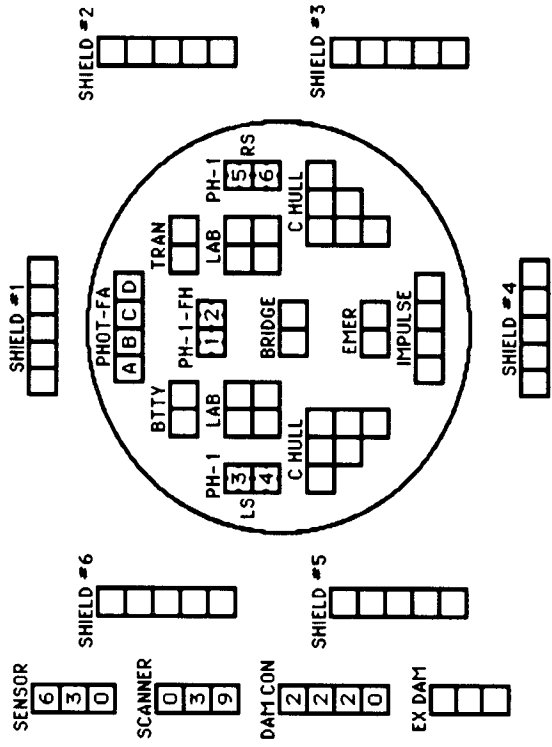 SENSOR
6
3
0
SCANNER
0
3
9
DAM CON
2
2
2
0
EX DAM
SHIELD #1
SHIELD #6
SHIELD #2
PHOT-FA
A B C D
BTTY
TRAN
PH-1
3
4
LS
LAB
PH-1-FH
1 2
LAB
PH-1
5
6
RS
BRIDGE
C HULL
C HULL
EMER
IMPULSE
SHIELD #5
SHIELD #3
SHIELD #4